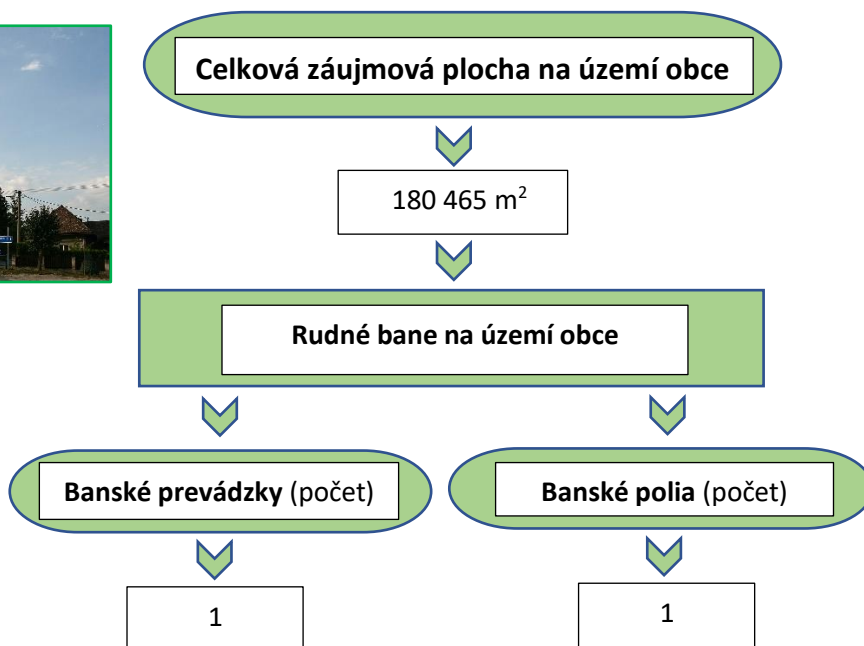 Celková záujmová plocha na území obce
180 465 m²
Rudné bane na území obce
Banské prevádzky (počet)
Banské polia (počet)
1
1